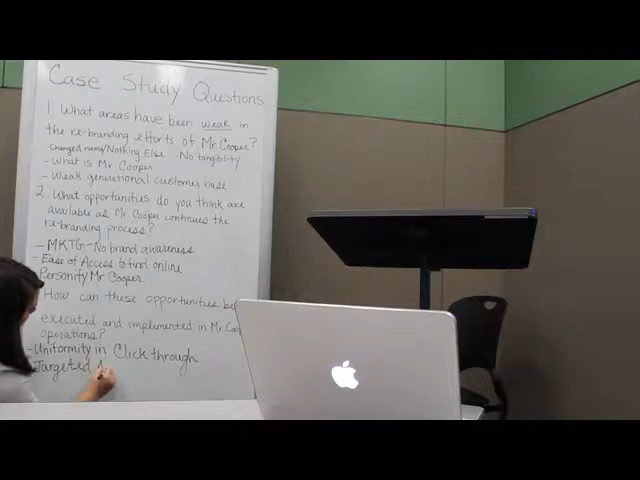 Case Study Questions
1 What areas have been weak in
the re-branding efforts of Mr Cooper?
Changed name/Nothing Else - No tangibility
- What is Mr Cooper
- Weak generational customer base
2. What opportunities do you think are
available as Mr Cooper continues the
re-branding process?
- MKTG - No brand awareness
- Ease of Access to find online
Personify Mr Cooper
How can these opportunities be
executed and implemented in Mr Coo
operations?
- Uniformity in Click through
Targeted A